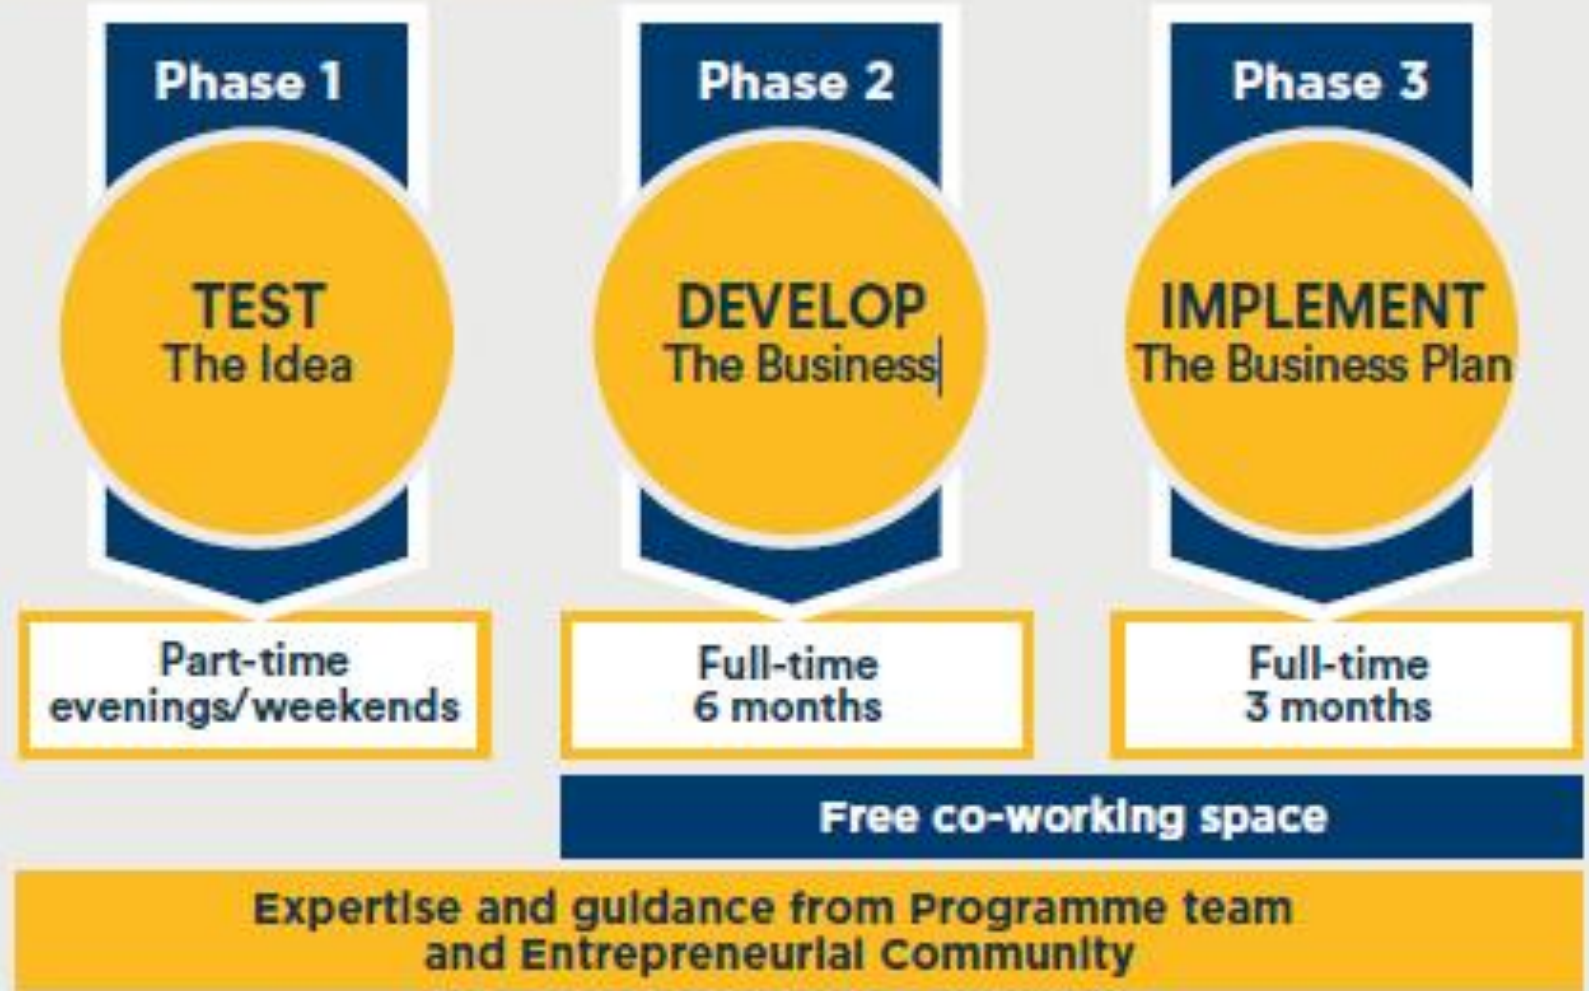 Phase 1
TEST
The Idea
Part-time
evenings/weekends
Phase 2
DEVELOP
The Business
Full-time
6 months
Phase 3
IMPLEMENT
The Business Plan
Full-time
3 months
Free co-working space
Expertise and guidance from Programme team
and Entrepreneurial Community